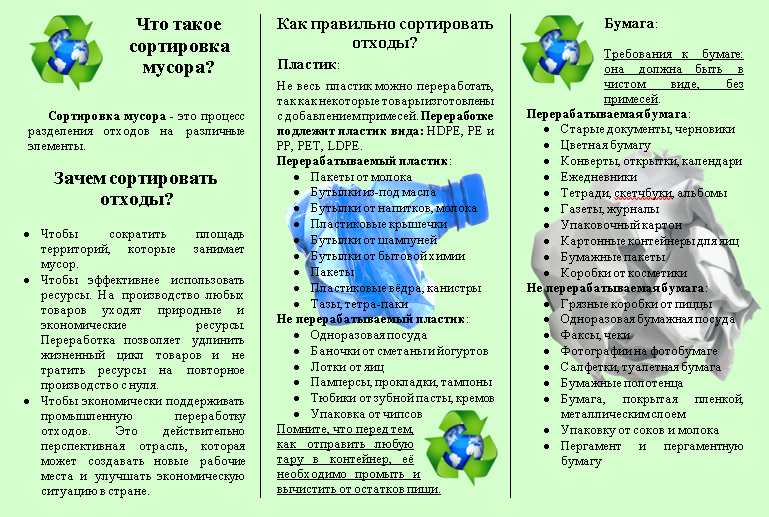 Что такое
сортировка
мусора?
Сортировка мусора - это процесс
разделения отходов на различные
элементы.
Зачем сортировать
отходы?
● Чтобы сократить площадь
территорий, которые занимает
мусор.
● Чтобы эффективнее использовать
ресурсы. На производство любых
товаров уходят природные и
экономические ресурсы.
Переработка позволяет удлинить
жизненный цикл товаров и не
тратить ресурсы на повторное
производство с нуля.
● Чтобы экономически поддерживать
промышленную переработку
отходов. Это действительно
перспективная отрасль, которая
может создавать новые рабочие
места и улучшать экономическую
ситуацию в стране.
Как правильно сортировать
отходы?
Пластик:
Не весь пластик можно переработать,
так как некоторые товары изготовлены
с добавлением примесей. Переработке
подлежит пластик вида: HDPE, PE и
PP, PET, LDPE.
Перерабатываемый пластик:
● Пакеты от молока
● Бутылки из-под масла
● Бутылки от напитков, молока
● Пластиковые крышечки
● Бутылки от шампуней
● Бутылки от бытовой химии
● Пакеты
● Пластиковые вёдра, канистры
● Тазы, тетра-паки
Не перерабатываемый пластик:
● Одноразовая посуда
● Баночки от сметаны и йогуртов
● Лотки от яиц
● Памперсы, прокладки, тампоны
● Тюбики от зубной пасты, кремов
● Упаковка от чипсов
Помните, что перед тем,
как отправить любую
тару в контейнер, её
необходимо промыть и
вычистить от остатков пищи.
Бумага:
Требования к бумаге:
она должна быть в
чистом виде, без
примесей.
Перерабатываемая бумага:
● Старые документы, черновики
● Цветная бумагу
● Конверты, открытки, календари
● Ежедневники
● Тетради, скетчбуки, альбомы
● Газеты, журналы
● Упаковочный картон
● Картонные контейнеры для яиц
● Бумажные пакеты
● Коробки от косметики
Не перерабатываемая бумага:
● Грязные коробки от пиццы
● Одноразовая бумажная посуда
Факсы, чеки
● Фотографии на фотобумаге
● Салфетки, туалетная бумага
● Бумажные полотенца
● Бумага, покрытая пленкой,
металлическим слоем
● Упаковку от соков и молока
● Пергамент и пергаментную
бумагу